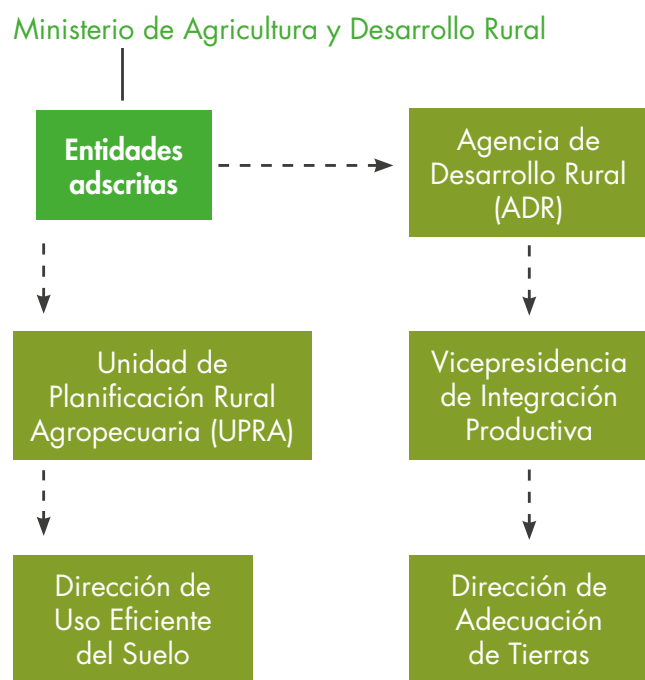 Ministerio de Agricultura y Desarrollo Rural
Entidades
adscritas
Agencia de
Desarrollo Rural
(ADR)
Unidad de
Planificación Rural
Agropecuaria (UPRA)
Vicepresidencia
de Integración
Productiva
Dirección de
Uso Eficiente
del Suelo
Dirección de
Adecuación
de Tierras